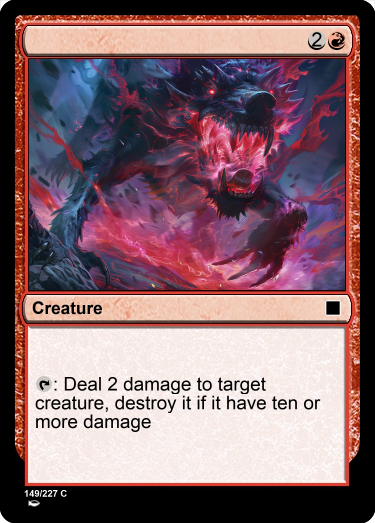 2
Creature
: Deal 2 damage to target
creature, destroy it if it have ten or
more damage
149/227 C